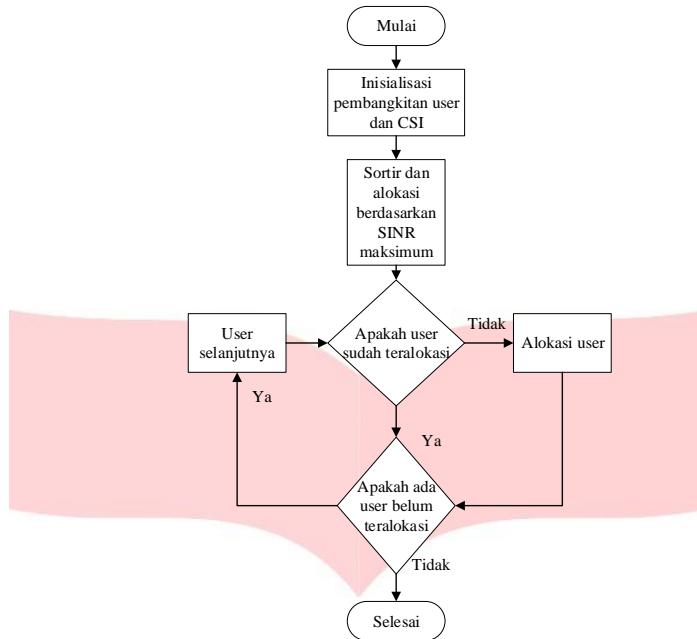 Mulai
Inisialisasi
pembangkitan user
dan CSI
Sortir dan
alokasi
berdasarkan
SINR
maksimum
User
selanjutnya
Apakah user
sudah teralokasi
Tidak
Alokasi user
Ya
Ya
Apakah ada
user belum
teralokasi
Tidak
Selesai